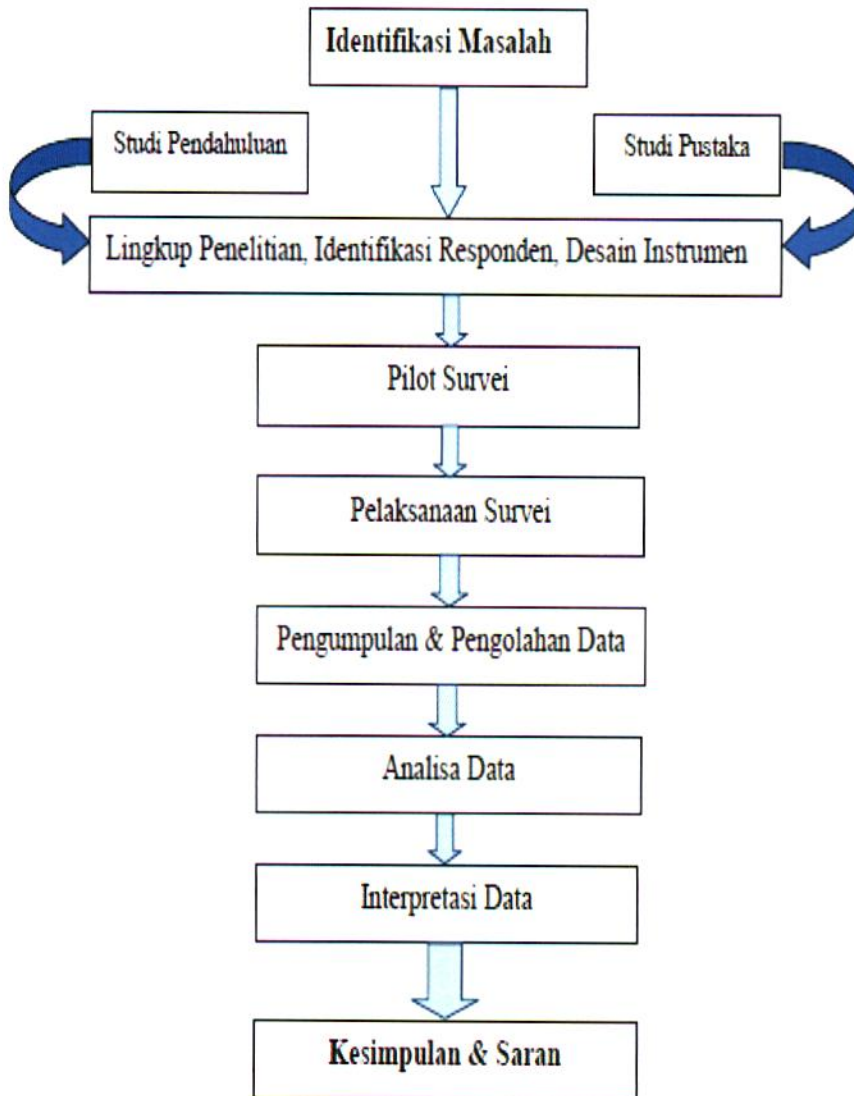 Identifikasi Masalah
Studi Pendahuluan
Studi Pustaka
Lingkup Penelitian, Identifikasi Responden, Desain Instrumen
Pilot Survei
Pelaksanaan Survei
Pengumpulan & Pengolahan Data
Analisa Data
Interpretasi Data
Kesimpulan & Saran